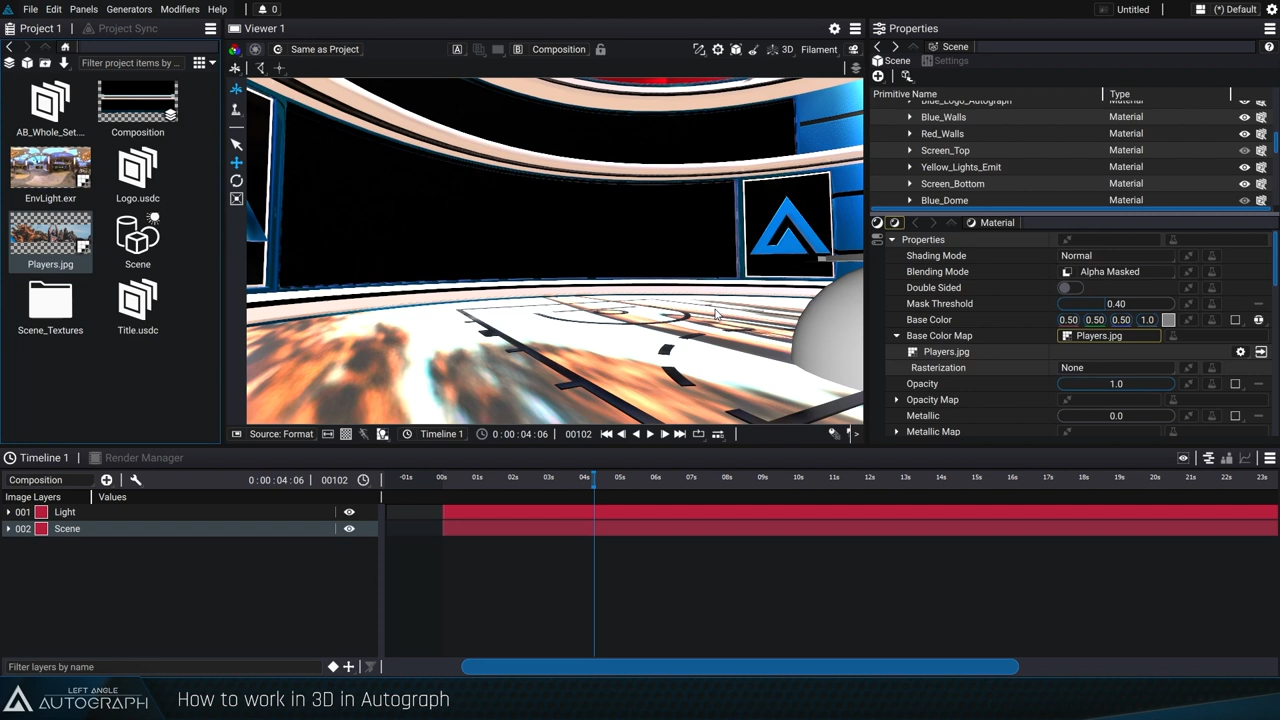 File Edit Panels Generators Modifiers Help 0 Untitled (*) Default
Project 1 Project Sync Viewer 1 Properties
Filter project items by ... Same as Project A B Composition 3D Filament Scene
Scene Settings
AB_Whole_Set.... Composition
EnvLight.exr Logo.usdc
Players.jpg Scene
Scene_Textures Title.usdc
Primitive Name Type
Blue_Logo_Autograph Material
Blue_Walls Material
Red_Walls Material
Screen_Top Material
Yellow_Lights_Emit Material
Screen_Bottom Material
Blue_Dome Material
Material
Properties
Shading Mode Normal
Blending Mode Alpha Masked
Double Sided
Mask Threshold 0.40
Base Color 0.50 0.50 0.50 1.0
Base Color Map Players.jpg
Players.jpg
Rasterization None
Opacity 1.0
Opacity Map
Metallic 0.0
Metallic Map
Source: Format Timeline 1 0:00:04:06 00102
Timeline 1 Render Manager
Composition 0:00:04:06 00102 -01s 00s 01s 02s 03s 04s 05s 06s 07s 08s 09s 10s 11s 12s 13s 14s 15s 16s 17s 18s 19s 20s 21s 22s 23s
Image Layers Values
001 Light
002 Scene
Filter layers by name
LEFT ANGLE
AUTOGRAPH
How to work in 3D in Autograph